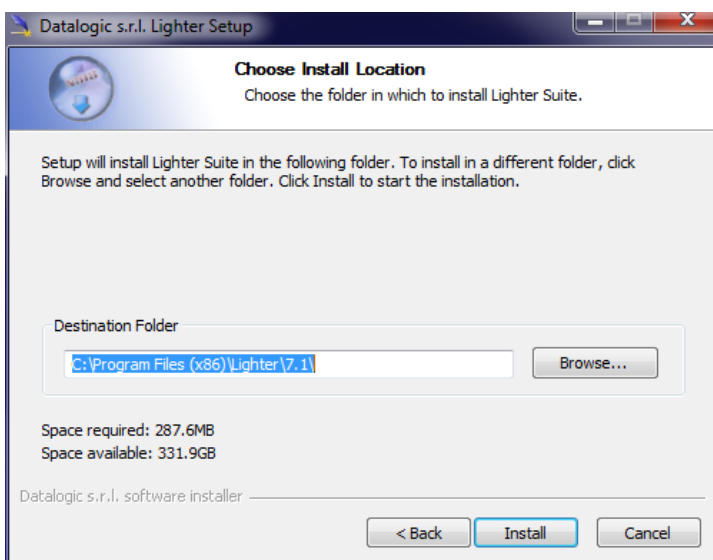 Datalogic s.r.l. Lighter Setup
Choose Install Location
Choose the folder in which to install Lighter Suite.
Setup will install Lighter Suite in the following folder. To install in a different folder, click
Browse and select another folder. Click Install to start the installation.
Destination Folder
C:\Program Files (x86)\Lighter\7.1\
Browse...
Space required: 287.6MB
Space available: 331.9GB
Datalogic s.r.l. software installer
< Back
Install
Cancel